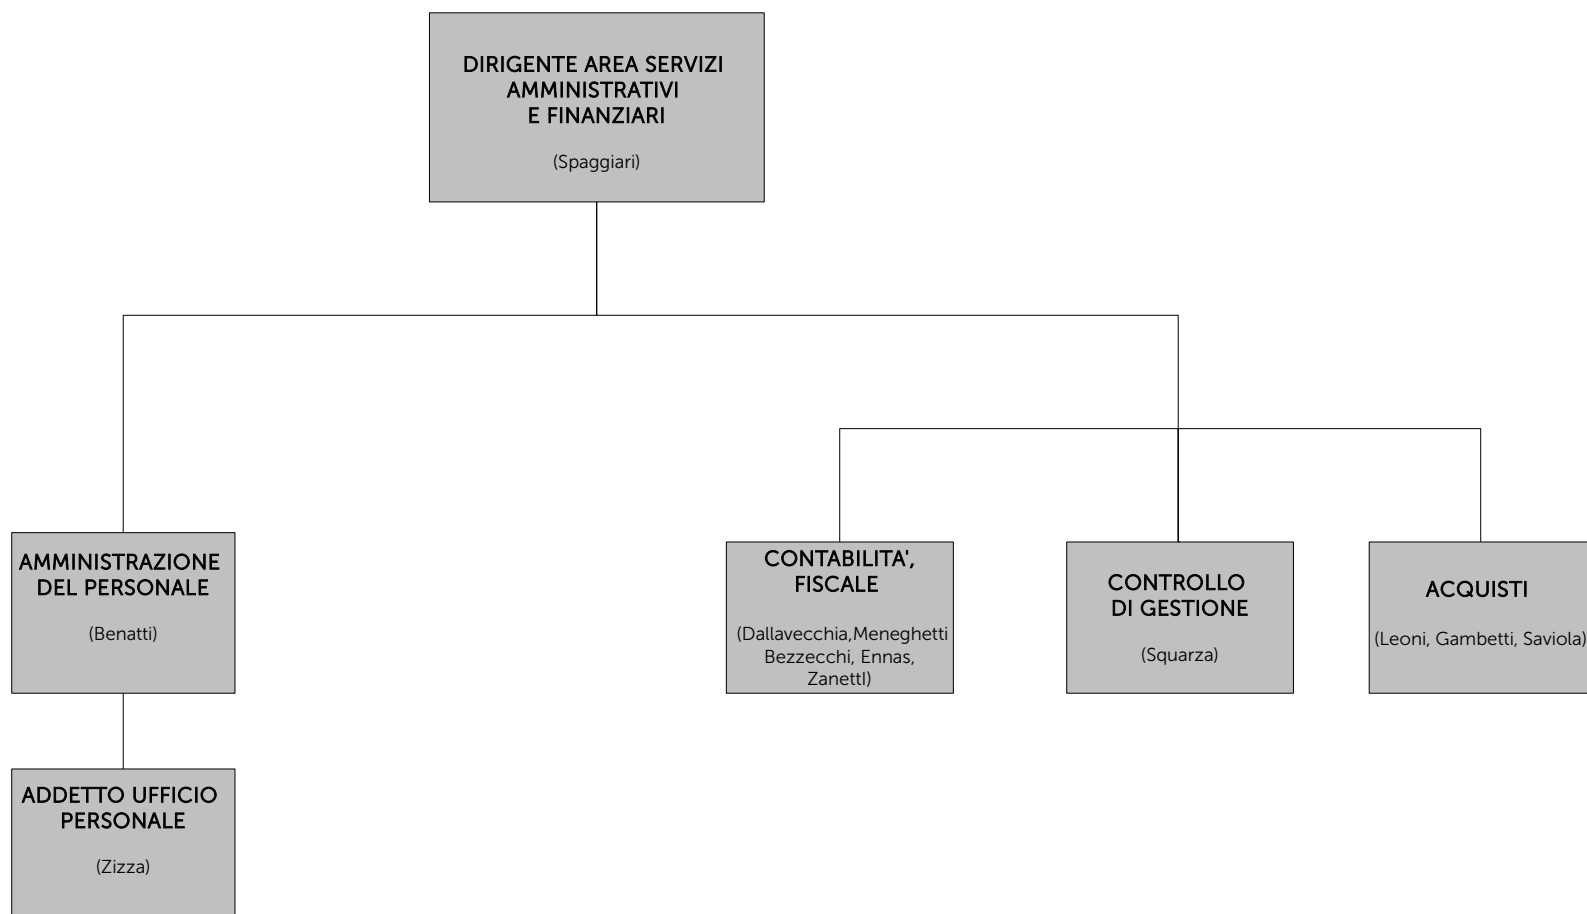 DIRIGENTE AREA SERVIZI
AMMINISTRATIVI
E FINANZIARI
(Spaggiari)
AMMINISTRAZIONE
DEL PERSONALE
(Benatti)
CONTABILITA',
FISCALE
(Dallavecchia,Meneghetti
Bezzecchi, Ennas,
ZanettI)
CONTROLLO
DI GESTIONE
(Squarza)
ACQUISTI
(Leoni, Gambetti, Saviola)
ADDETTO UFFICIO
PERSONALE
(Zizza)